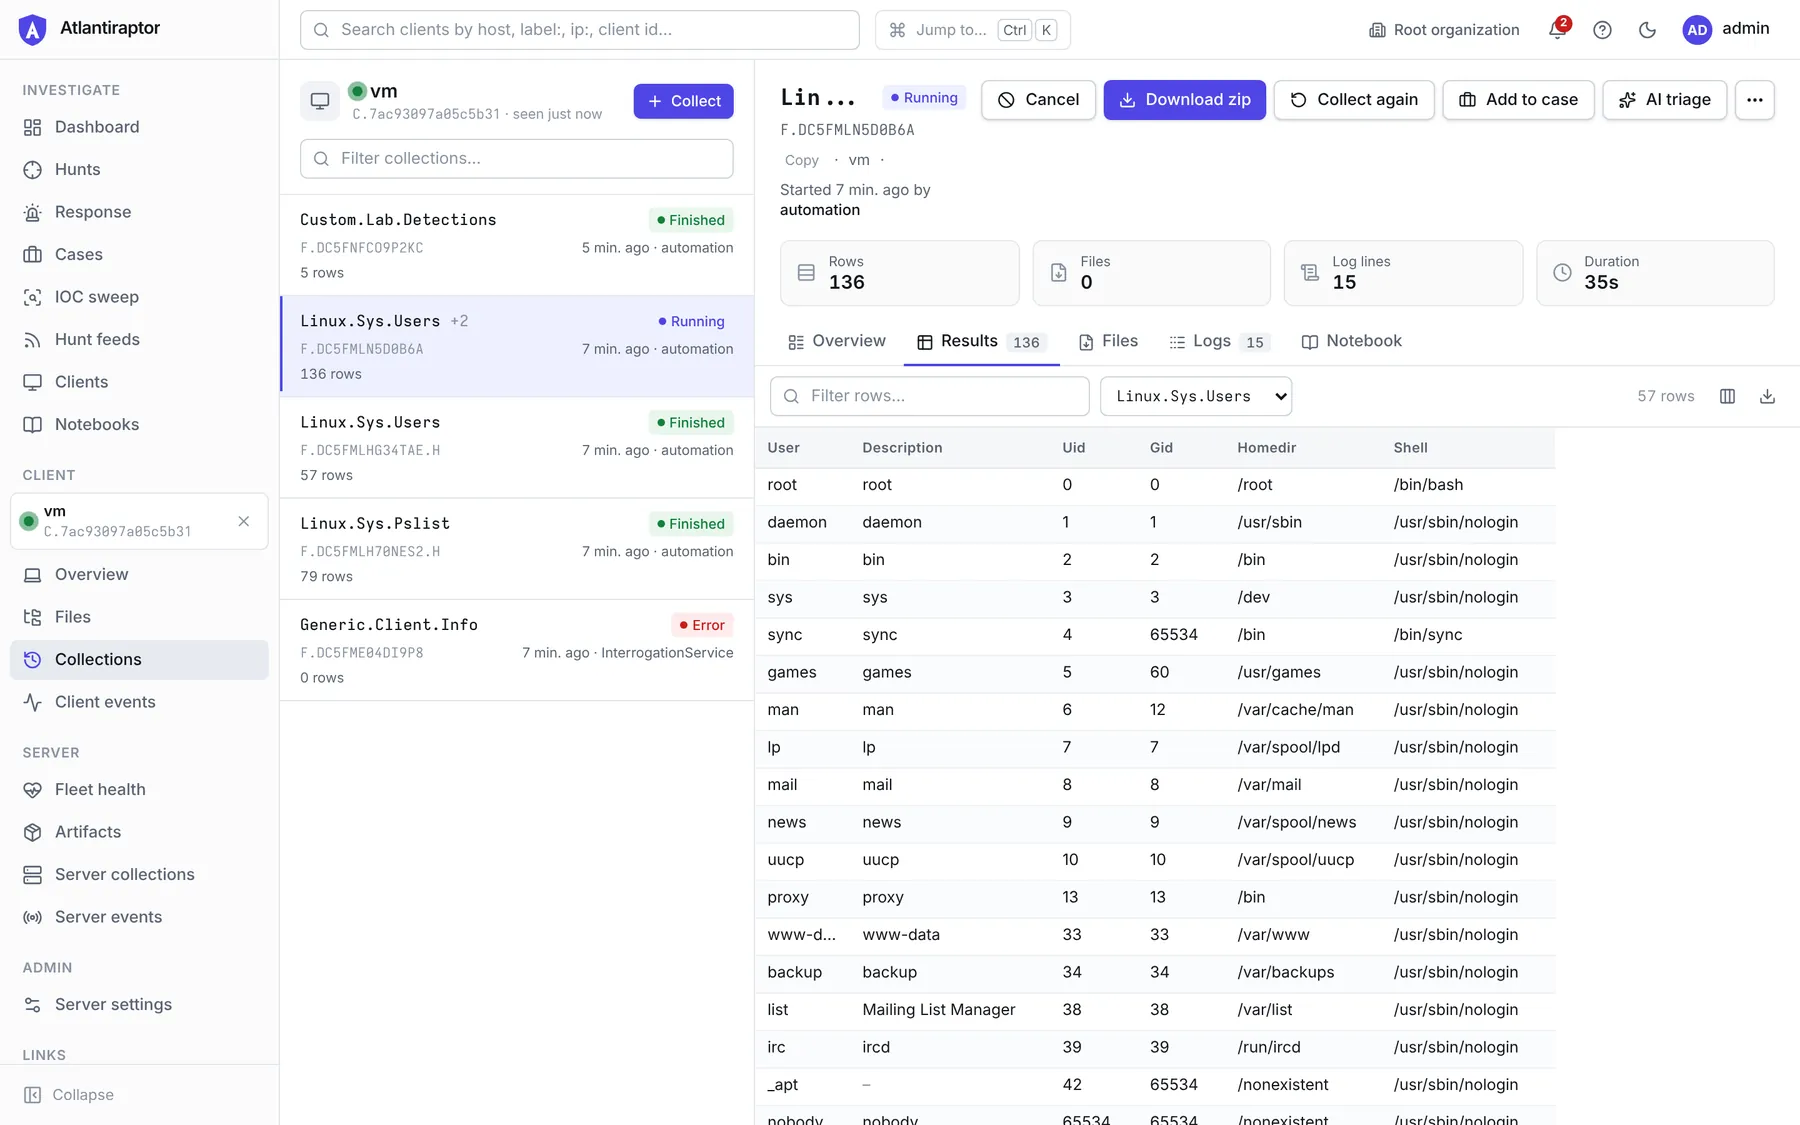 Atlantiraptor
Search clients by host, label:, ip:, client id...
Jump to... Ctrl K
Root organization
2
AD admin
INVESTIGATE
Dashboard
Hunts
Response
Cases
IOC sweep
Hunt feeds
Clients
Notebooks
CLIENT
vm
C.7ac93097a05c5b31
Overview
Files
Collections
Client events
SERVER
Fleet health
Artifacts
Server collections
Server events
ADMIN
Server settings
LINKS
Collapse
vm
C.7ac93097a05c5b31 · seen just now
Collect
Filter collections...
Custom.Lab.Detections Finished
F.DC5FNFCO9P2KC 5 min. ago · automation
5 rows
Linux.Sys.Users +2 Running
F.DC5FMLN5D0B6A 7 min. ago · automation
136 rows
Linux.Sys.Users Finished
F.DC5FMLHG34TAE.H 7 min. ago · automation
57 rows
Linux.Sys.Pslist Finished
F.DC5FMLH70NES2.H 7 min. ago · automation
79 rows
Generic.Client.Info Error
F.DC5FME04DI9P8 7 min. ago · InterrogationService
0 rows
Lin... Running
Cancel
Download zip
Collect again
Add to case
AI triage
F.DC5FMLN5D0B6A
Copy · vm ·
Started 7 min. ago by
automation
Rows
136
Files
0
Log lines
15
Duration
35s
Overview
Results 136
Files
Logs 15
Notebook
Filter rows...
Linux.Sys.Users
57 rows
User Description Uid Gid Homedir Shell
root root 0 0 /root /bin/bash
daemon daemon 1 1 /usr/sbin /usr/sbin/nologin
bin bin 2 2 /bin /usr/sbin/nologin
sys sys 3 3 /dev /usr/sbin/nologin
sync sync 4 65534 /bin /bin/sync
games games 5 60 /usr/games /usr/sbin/nologin
man man 6 12 /var/cache/man /usr/sbin/nologin
lp lp 7 7 /var/spool/lpd /usr/sbin/nologin
mail mail 8 8 /var/mail /usr/sbin/nologin
news news 9 9 /var/spool/news /usr/sbin/nologin
uucp uucp 10 10 /var/spool/uucp /usr/sbin/nologin
proxy proxy 13 13 /bin /usr/sbin/nologin
www-d... www-data 33 33 /var/www /usr/sbin/nologin
backup backup 34 34 /var/backups /usr/sbin/nologin
list Mailing List Manager 38 38 /var/list /usr/sbin/nologin
irc ircd 39 39 /run/ircd /usr/sbin/nologin
_apt – 42 65534 /nonexistent /usr/sbin/nologin
nobody nobody 65534 65534 /nonexistent /usr/sbin/nologin